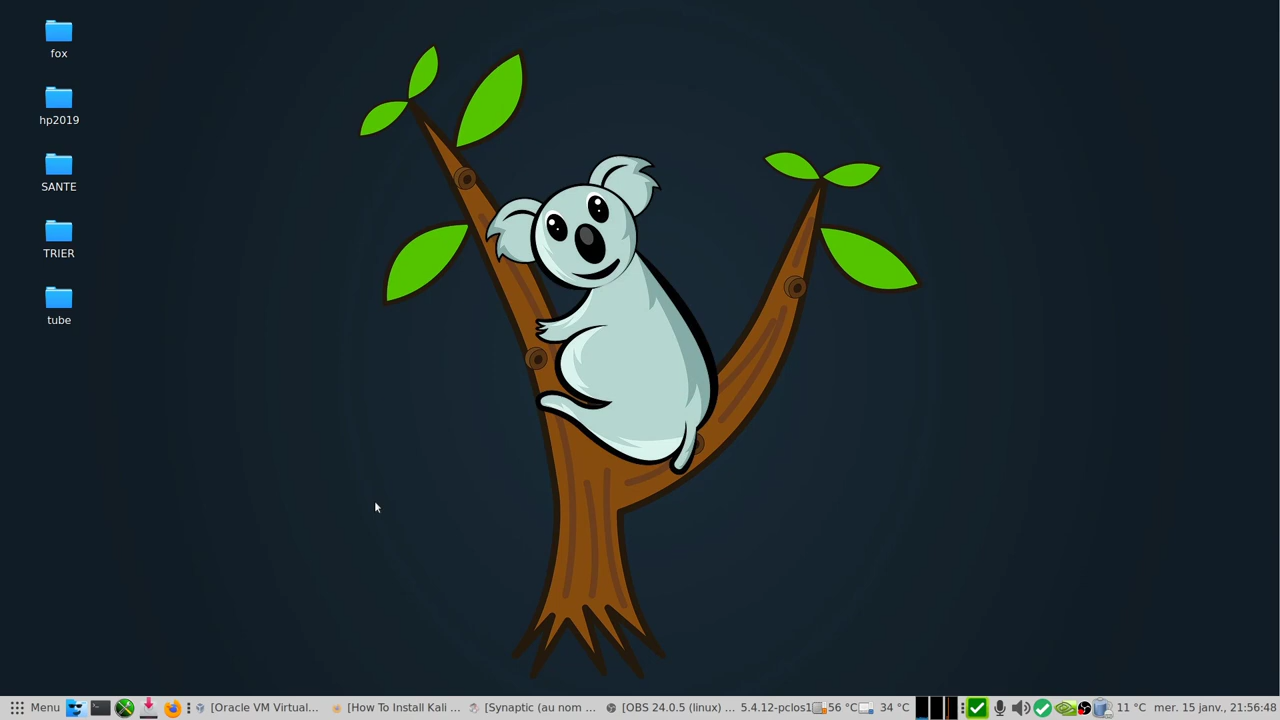 fox
hp2019
SANTE
TRIER
tube
Menu [Oracle VM Virtual... [How To Install Kali ... [Synaptic (au nom ... [OBS 24.0.5 (linux) ... 5.4.12-pclos1 56 °C 34 °C 11 °C mer. 15 janv., 21:56:48